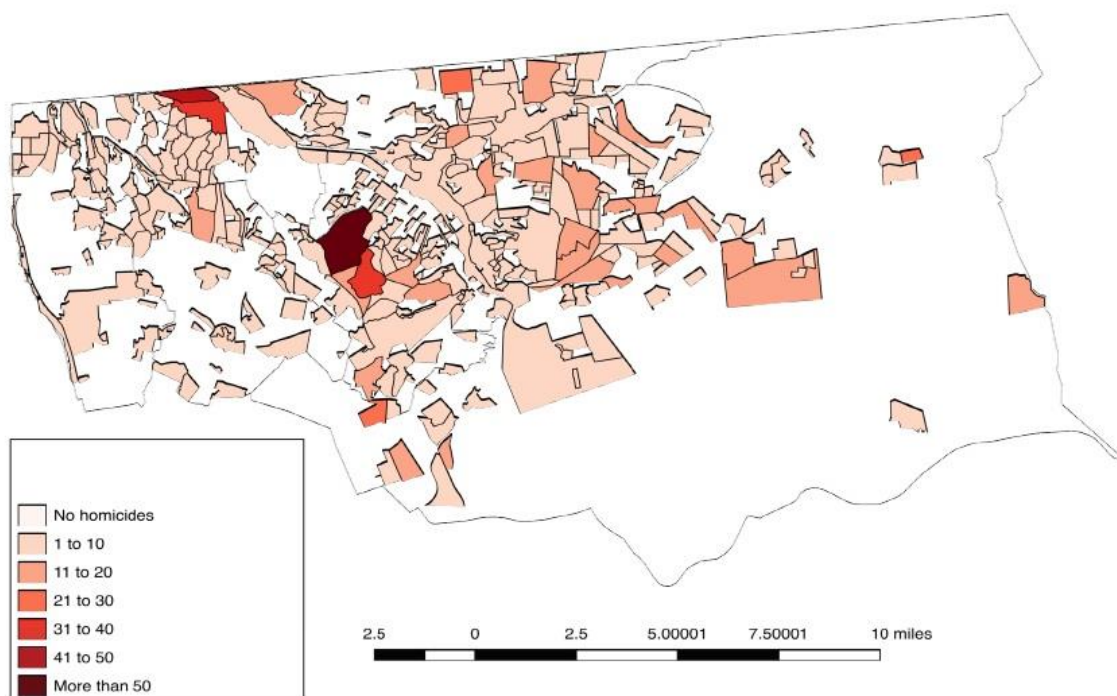 No homicides
1 to 10
11 to 20
21 to 30
31 to 40
41 to 50
More than 50
2.5 0 2.5 5.00001 7.50001 10 miles